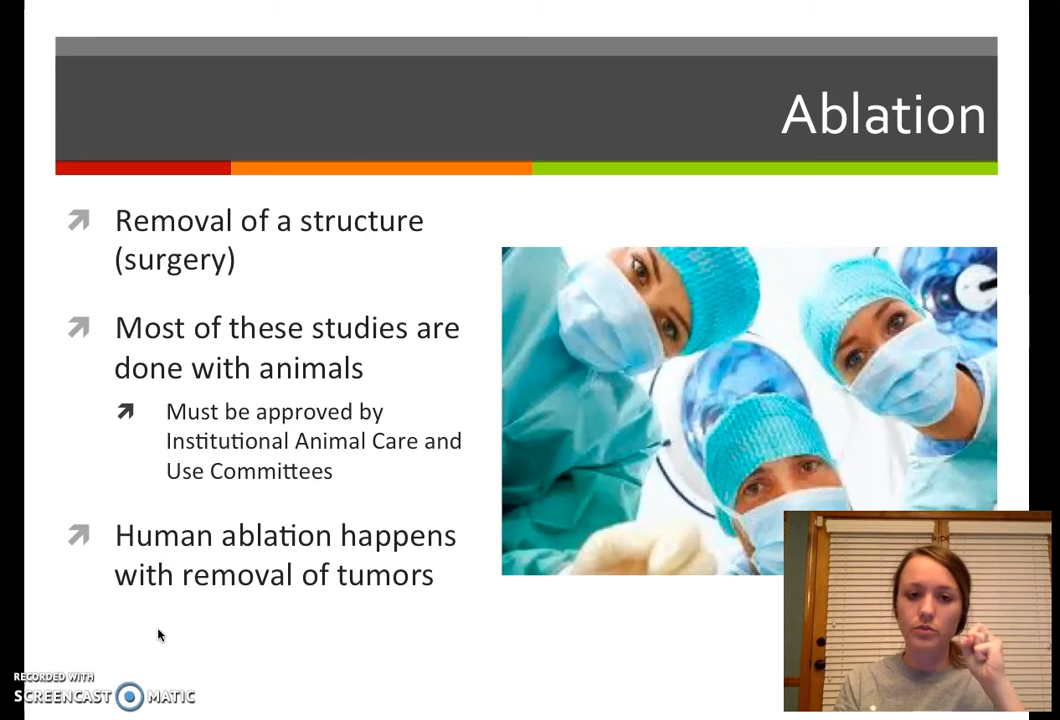 Ablation
Removal of a structure
(surgery)
Most of these studies are
done with animals
Must be approved by
Institutional Animal Care and
Use Committees
Human ablation happens
with removal of tumors
RECORDED WITH
SCREENCAST MATIC